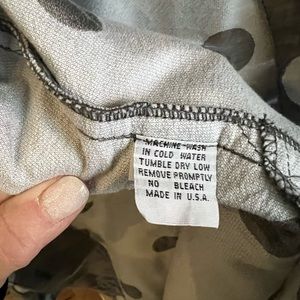 MACHINE WASH
IN COLD WATER
TUMBLE DRY LOW
REMOVE PROMPTLY
NO BLEACH
MADE IN U.S.A.